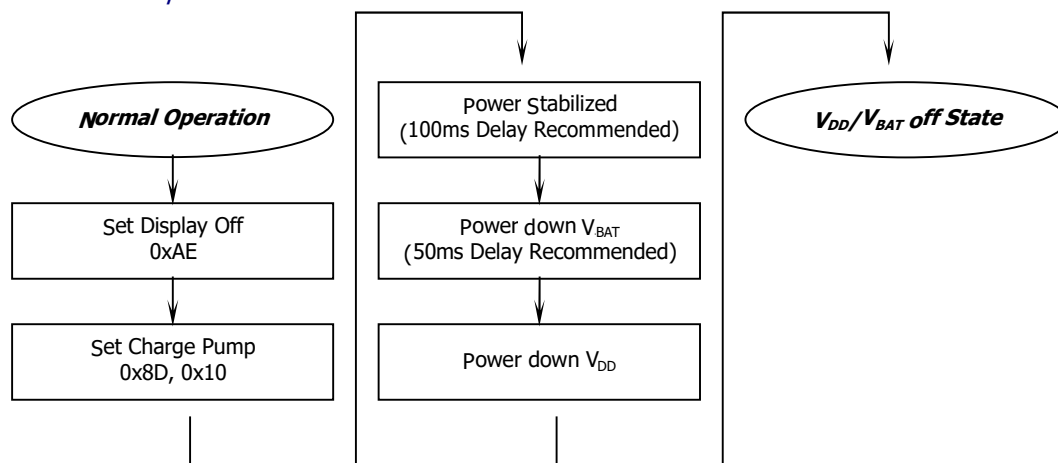 Normal Operation
Set Display Off
0xAE
Set Charge Pump
0x8D, 0x10
Power Stabilized
(100ms Delay Recommended)
Power down VBAT
(50ms Delay Recommended)
Power down VDD
VDD/VBAT off State